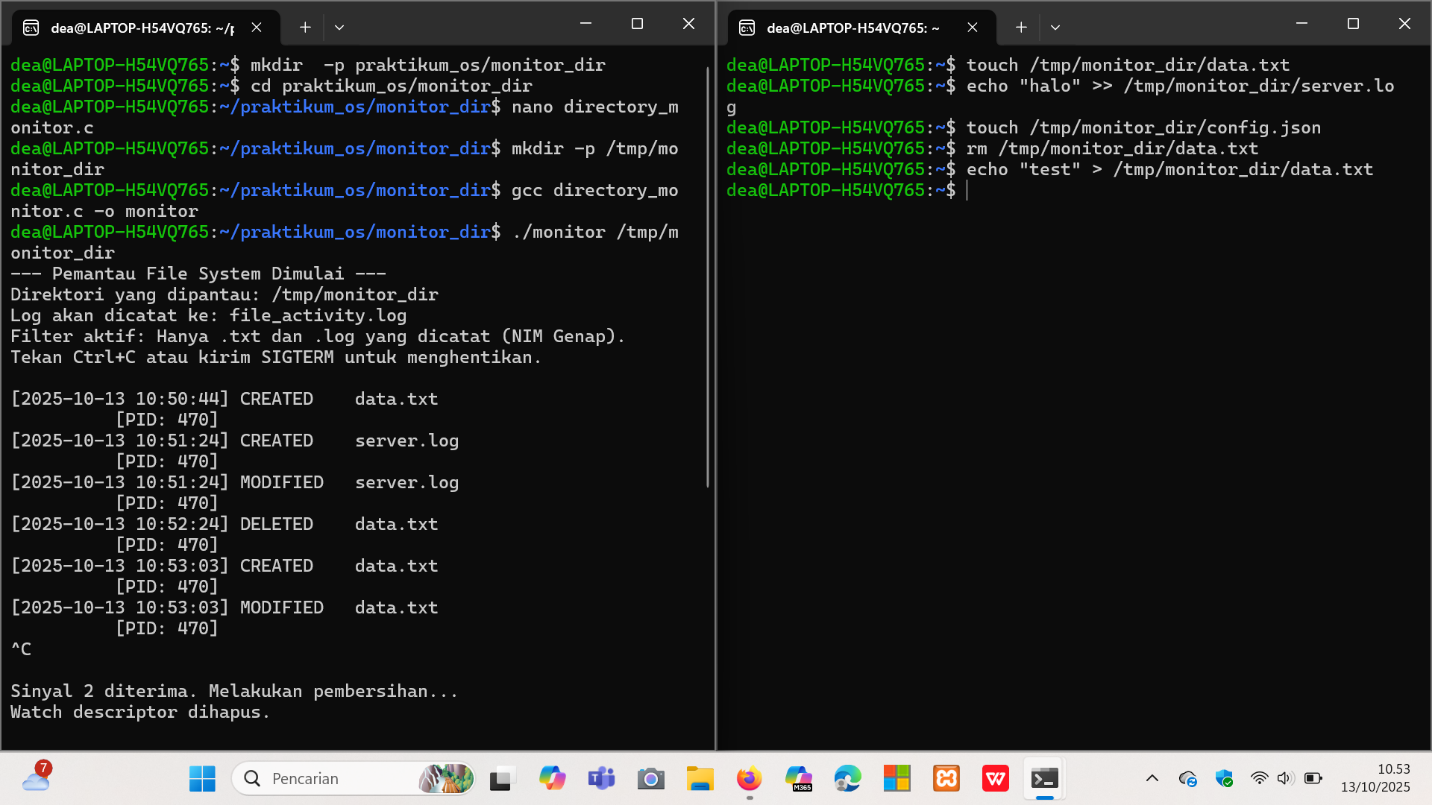 dea@LAPTOP-H54VQ765: ~/p
dea@LAPTOP-H54VQ765:~$ mkdir  -p praktikum_os/monitor_dir
dea@LAPTOP-H54VQ765:~$ cd praktikum_os/monitor_dir
dea@LAPTOP-H54VQ765:~/praktikum_os/monitor_dir$ nano directory_m
onitor.c
dea@LAPTOP-H54VQ765:~/praktikum_os/monitor_dir$ mkdir -p /tmp/mo
nitor_dir
dea@LAPTOP-H54VQ765:~/praktikum_os/monitor_dir$ gcc directory_mo
nitor.c -o monitor
dea@LAPTOP-H54VQ765:~/praktikum_os/monitor_dir$ ./monitor /tmp/m
onitor_dir
--- Pemantau File System Dimulai ---
Direktori yang dipantau: /tmp/monitor_dir
Log akan dicatat ke: file_activity.log
Filter aktif: Hanya .txt dan .log yang dicatat (NIM Genap).
Tekan Ctrl+C atau kirim SIGTERM untuk menghentikan.
[2025-10-13 10:50:44] CREATED    data.txt
[PID: 470]
[2025-10-13 10:51:24] CREATED    server.log
[PID: 470]
[2025-10-13 10:51:24] MODIFIED   server.log
[PID: 470]
[2025-10-13 10:52:24] DELETED    data.txt
[PID: 470]
[2025-10-13 10:53:03] CREATED    data.txt
[PID: 470]
[2025-10-13 10:53:03] MODIFIED   data.txt
[PID: 470]
^C
Sinyal 2 diterima. Melakukan pembersihan...
Watch descriptor dihapus.
dea@LAPTOP-H54VQ765: ~
dea@LAPTOP-H54VQ765:~$ touch /tmp/monitor_dir/data.txt
dea@LAPTOP-H54VQ765:~$ echo "halo" >> /tmp/monitor_dir/server.lo
g
dea@LAPTOP-H54VQ765:~$ touch /tmp/monitor_dir/config.json
dea@LAPTOP-H54VQ765:~$ rm /tmp/monitor_dir/data.txt
dea@LAPTOP-H54VQ765:~$ echo "test" > /tmp/monitor_dir/data.txt
dea@LAPTOP-H54VQ765:~$
7
Pencarian
M365
W
10.53
13/10/2025